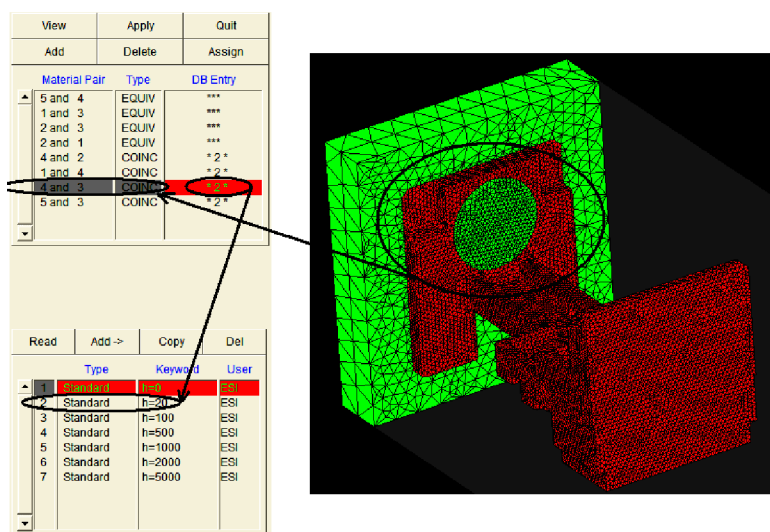 View Apply Quit
Add Delete Assign
Material Pair Type DB Entry
5 and 4 EQUIV ***
1 and 3 EQUIV ***
2 and 3 EQUIV ***
2 and 1 EQUIV ***
4 and 2 COINC * 2 *
1 and 4 COINC * 2 *
4 and 3 COINC * 2 *
5 and 3 COINC * 2 *
Read Add -> Copy Del
Type Keyword User
1 Standard h=0 ESI
2 Standard h=20 ESI
3 Standard h=100 ESI
4 Standard h=500 ESI
5 Standard h=1000 ESI
6 Standard h=2000 ESI
7 Standard h=5000 ESI